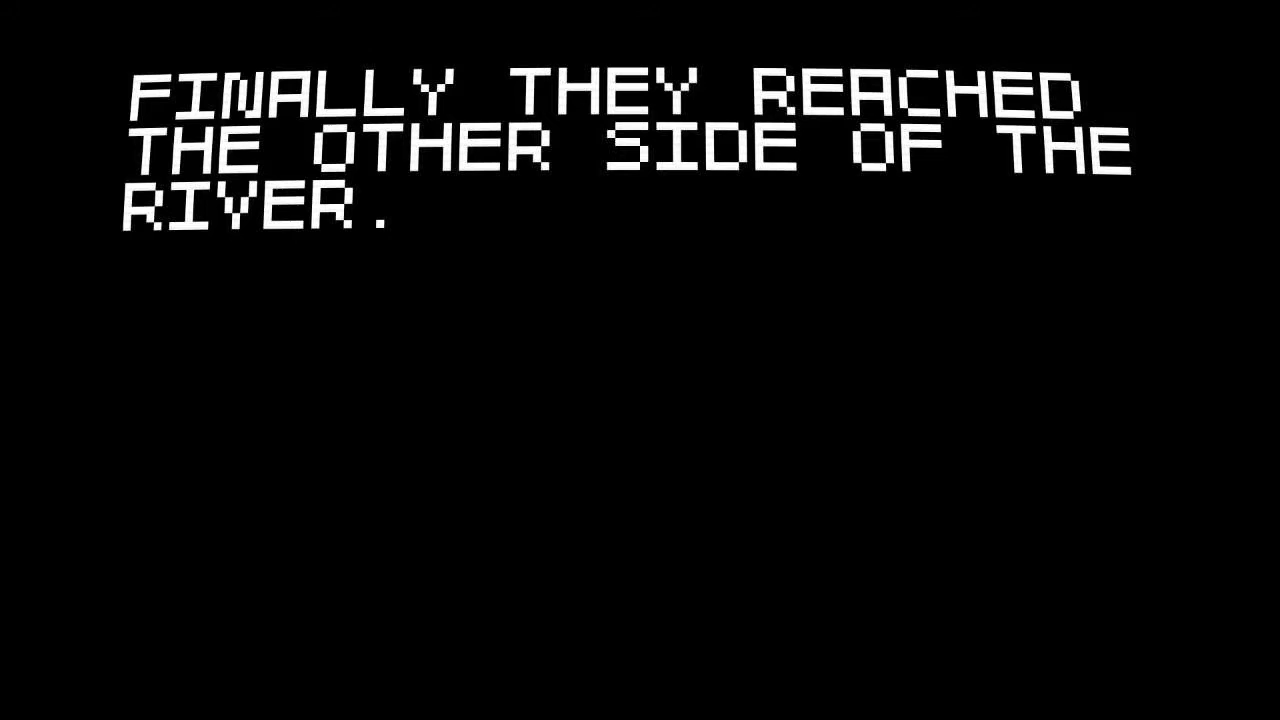 FINALLY THEY REACHED
THE OTHER SIDE OF THE
RIVER.